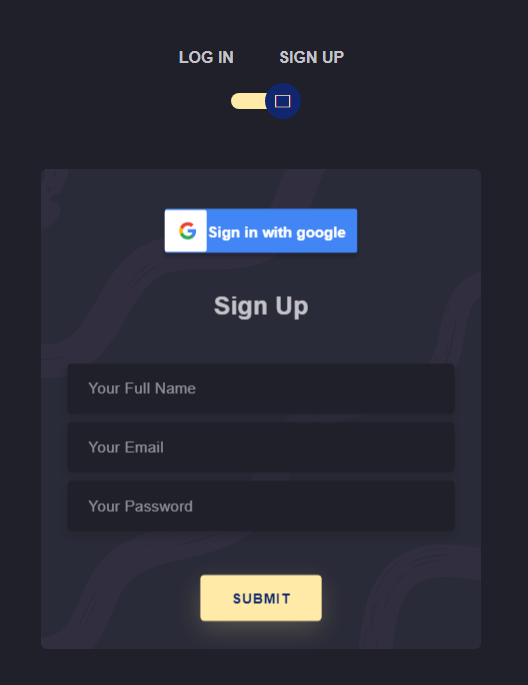 LOG IN SIGN UP
Sign in with google
Sign Up
Your Full Name
Your Email
Your Password
SUBMIT